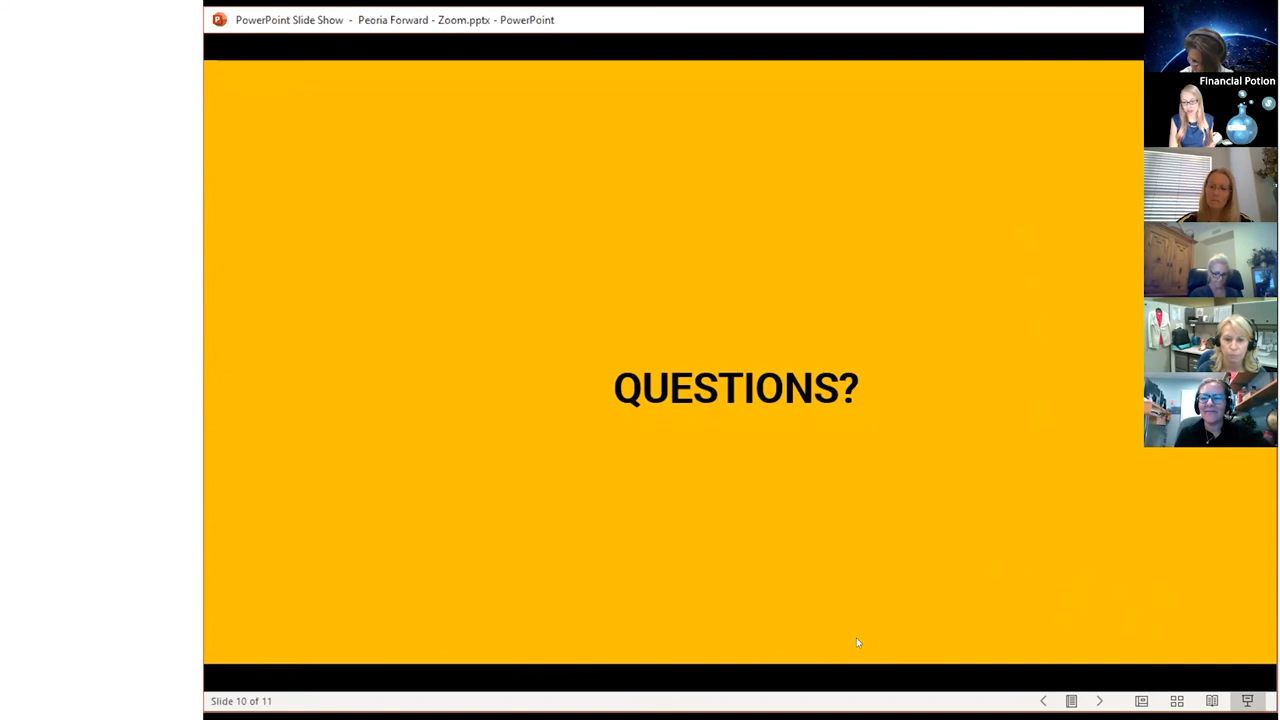 PowerPoint Slide Show - Peoria Forward - Zoom.pptx - PowerPoint
Financial Potion
QUESTIONS?
Slide 10 of 11